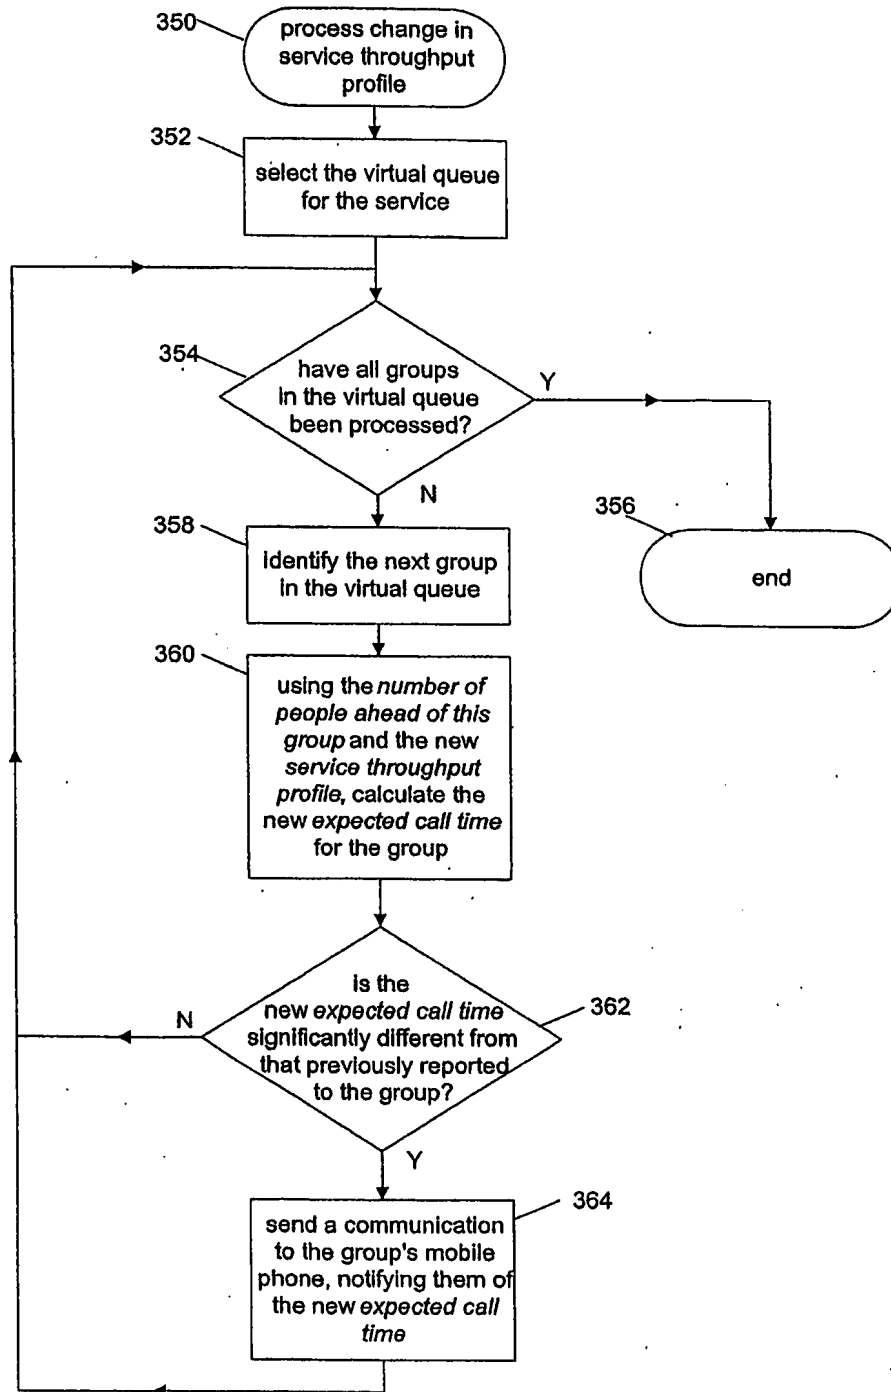 350
process change in
service throughput
profile
352
select the virtual queue
for the service
354
have all groups
in the virtual queue
been processed?
Y
N
356
end
358
identify the next group
in the virtual queue
360
using the number of
people ahead of this
group and the new
service throughput
profile, calculate the
new expected call time
for the group
is the
new expected call time
significantly different from
that previously reported
to the group?
362
N
Y
364
send a communication
to the group's mobile
phone, notifying them of
the new expected call
time